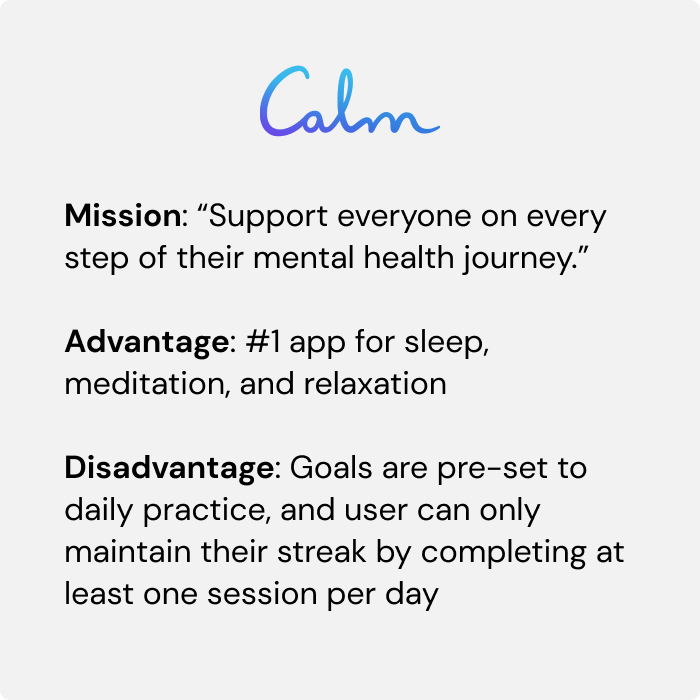 Calm
Mission: “Support everyone on every
step of their mental health journey.”
Advantage: #1 app for sleep,
meditation, and relaxation
Disadvantage: Goals are pre-set to
daily practice, and user can only
maintain their streak by completing at
least one session per day